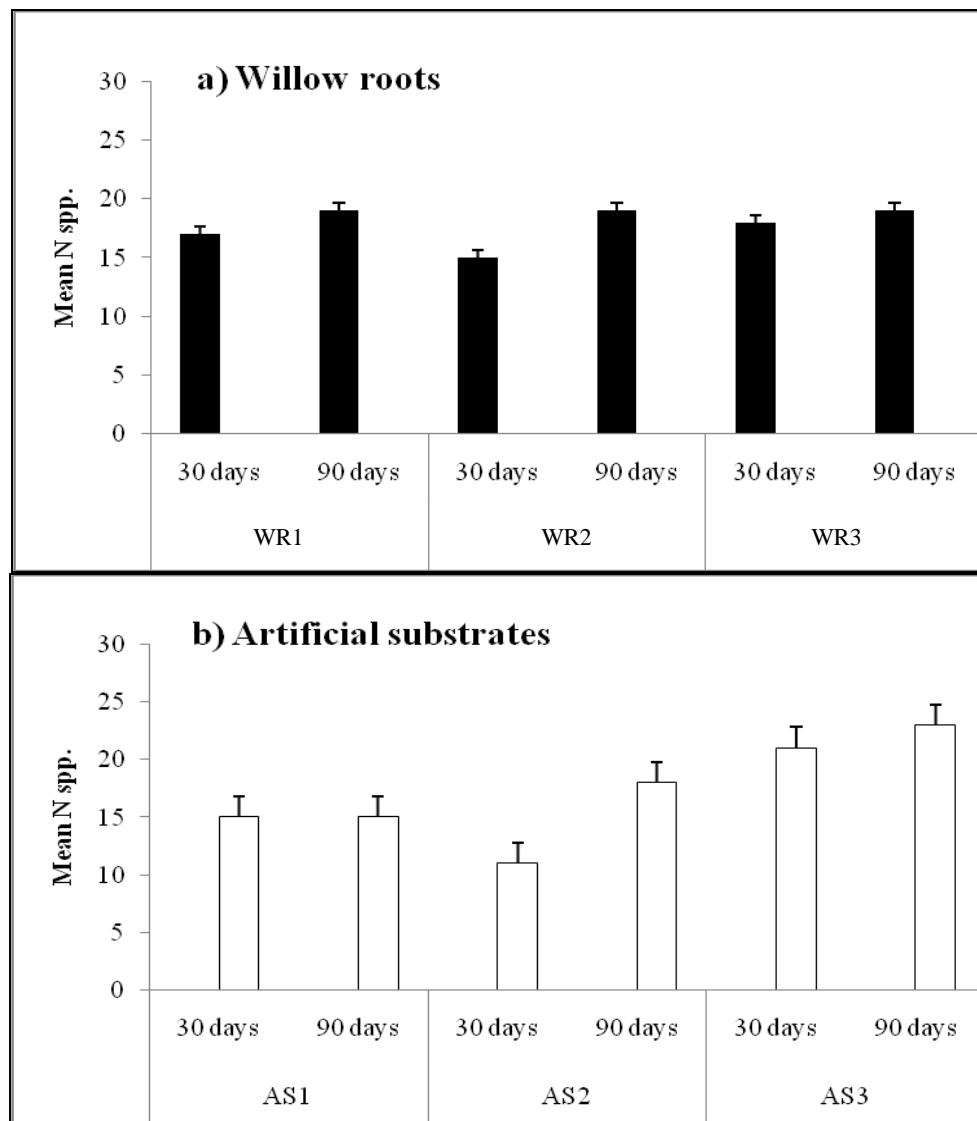 a) Willow roots
30
25
20
15
10
5
0
Mean N spp.
30 days 90 days 30 days 90 days 30 days 90 days
WR1 WR2 WR3
b) Artificial substrates
30
25
20
15
10
5
0
Mean N spp.
30 days 90 days 30 days 90 days 30 days 90 days
AS1 AS2 AS3